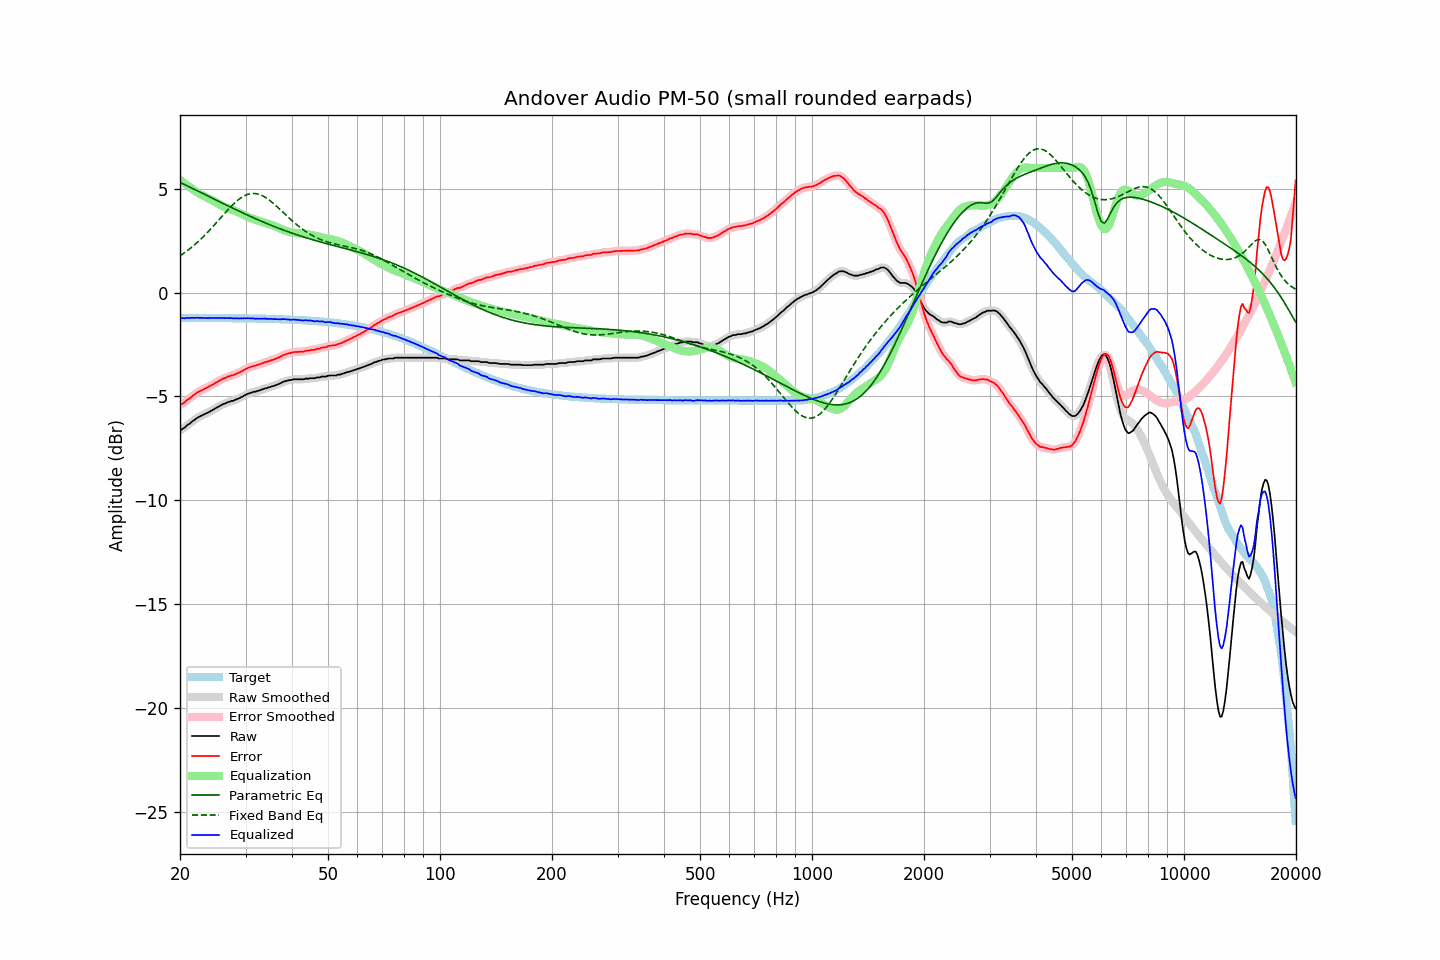 Andover Audio PM-50 (small rounded earpads)
Amplitude (dBr)
5
0
−5
−10
−15
−20
−25
Target
Raw Smoothed
Error Smoothed
Raw
Error
Equalization
Parametric Eq
Fixed Band Eq
Equalized
20
50
100
200
500
1000
2000
5000
10000
20000
Frequency (Hz)